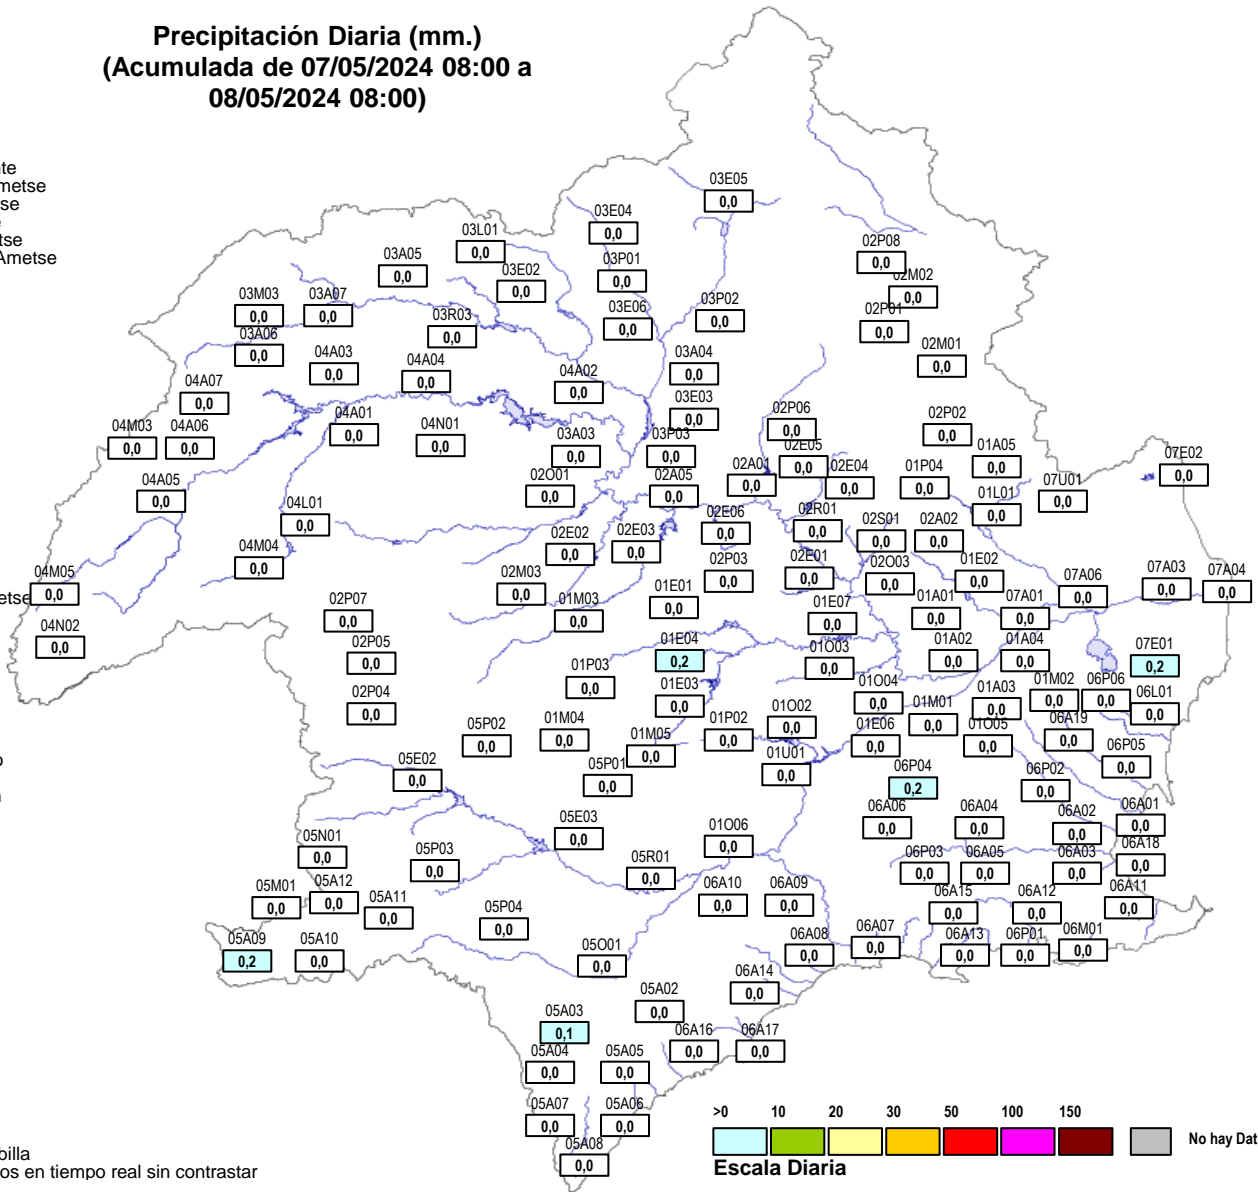 Precipitación Diaria (mm.)
(Acumulada de 07/05/2024 08:00 a
08/05/2024 08:00)
03E05
0,0
03E04
0,0
03L01
0,0
03A05
0,0
03E02
0,0
03P01
0,0
02P08
0,0
02M02
0,0
03M03
0,0
03A07
0,0
03R03
0,0
03E06
0,0
03P02
0,0
02P01
0,0
03A06
0,0
04A03
0,0
04A04
0,0
04A02
0,0
03A04
0,0
02M01
0,0
04A07
0,0
03E03
0,0
04M03
0,0
04A06
0,0
04A01
0,0
04N01
0,0
03A03
0,0
03P03
0,0
02P06
0,0
02P02
0,0
02E05
0,0
01A05
0,0
07E02
0,0
04A05
0,0
02O01
0,0
02A05
0,0
02A01
0,0
02E04
0,0
01P04
0,0
07U01
0,0
01L01
0,0
04L01
0,0
02E02
0,0
02E03
0,0
02E06
0,0
02R01
0,0
02S01
0,0
02A02
0,0
04M04
0,0
02P03
0,0
02E01
0,0
02O03
0,0
01E02
0,0
07A06
0,0
07A03
0,0
07A04
0,0
04M05
0,0
02M03
0,0
01M03
0,0
01E01
0,0
01E07
0,0
01A01
0,0
07A01
0,0
02P07
0,0
04N02
0,0
02P05
0,0
01E04
0,2
01O03
0,0
01A02
0,0
01A04
0,0
07E01
0,2
01P03
0,0
01E03
0,0
01O04
0,0
01A03
0,0
01M02
0,0
06P06
0,0
06L01
0,0
02P04
0,0
05P02
0,0
01M04
0,0
01M05
0,0
01P02
0,0
01O02
0,0
01E06
0,0
01M01
0,0
01O05
0,0
06A19
0,0
06P05
0,0
05E02
0,0
05P01
0,0
01U01
0,0
06P04
0,2
06P02
0,0
05E03
0,0
01O06
0,0
06A06
0,0
06A04
0,0
06A02
0,0
06A01
0,0
05N01
0,0
05P03
0,0
05R01
0,0
06P03
0,0
06A05
0,0
06A03
0,0
06A18
0,0
05M01
0,0
05A12
0,0
05A11
0,0
05P04
0,0
06A10
0,0
06A09
0,0
06A15
0,0
06A12
0,0
06A11
0,0
05A09
0,2
05A10
0,0
05O01
0,0
06A08
0,0
06A07
0,0
06A13
0,0
06P01
0,0
06M01
0,0
05A03
0,1
05A02
0,0
06A14
0,0
05A04
0,0
05A05
0,0
06A16
0,0
06A17
0,0
05A07
0,0
05A06
0,0
05A08
0,0
>0 10 20 30 50 100 150
No hay Dat
Escala Diaria
nte
metse
se
tse
Ametse
etse
billa
os en tiempo real sin contrastar